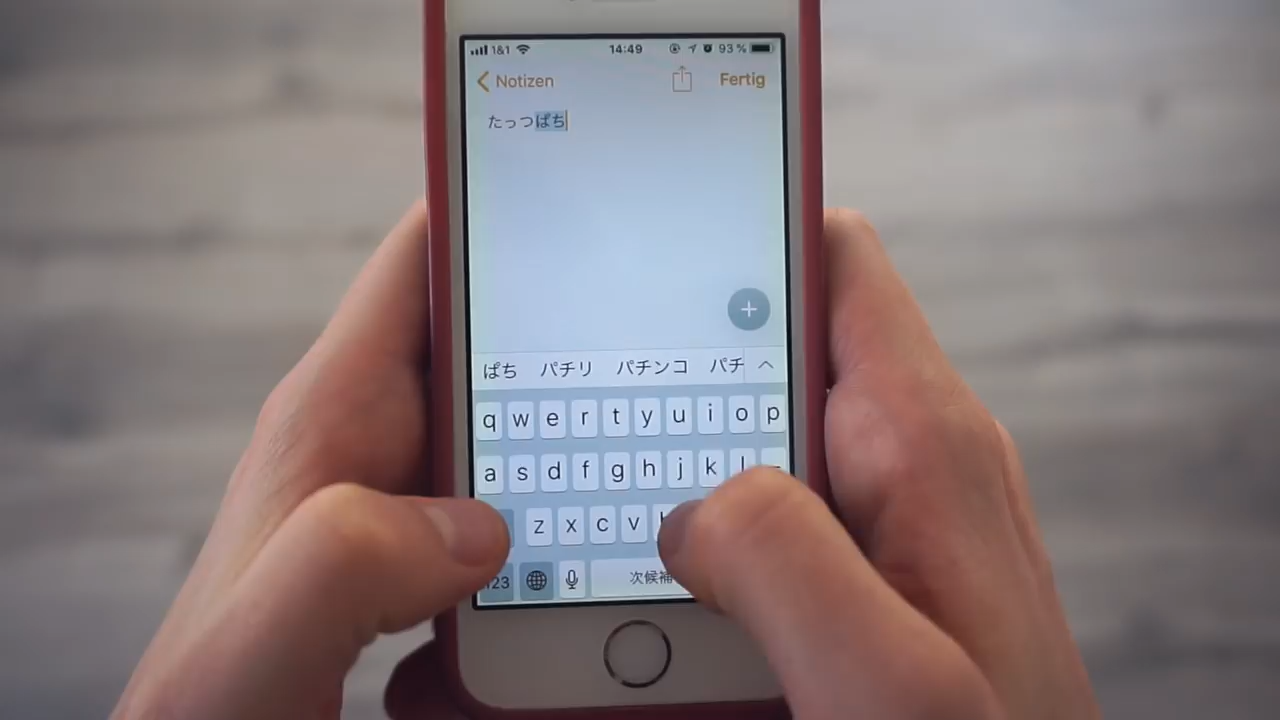 1&1 14:49 93 %
Notizen Fertig
たっつぱち
ぱち パチリ パチンコ パチ
q w e r t y u i o p
a s d f g h j k l
z x c v
123 次候補